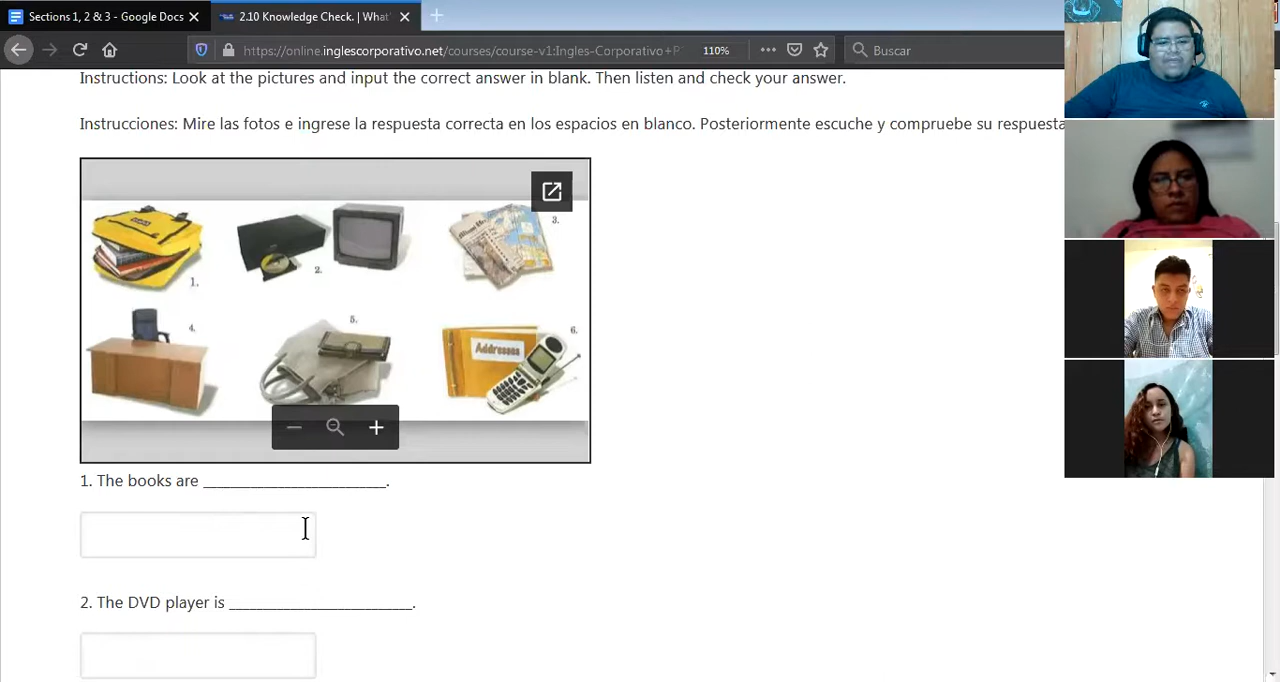 Sections 1, 2 & 3 - Google Docs
2.10 Knowledge Check. | What'
https://online.inglescorporativo.net/courses/course-v1:Ingles-Corporativo+P
110%
Buscar
Instructions: Look at the pictures and input the correct answer in blank. Then listen and check your answer.
Instrucciones: Mire las fotos e ingrese la respuesta correcta en los espacios en blanco. Posteriormente escuche y compruebe su respuesta
1.
2.
3.
4.
5.
6.
Addresses
1. The books are _________________________.
2. The DVD player is _________________________.